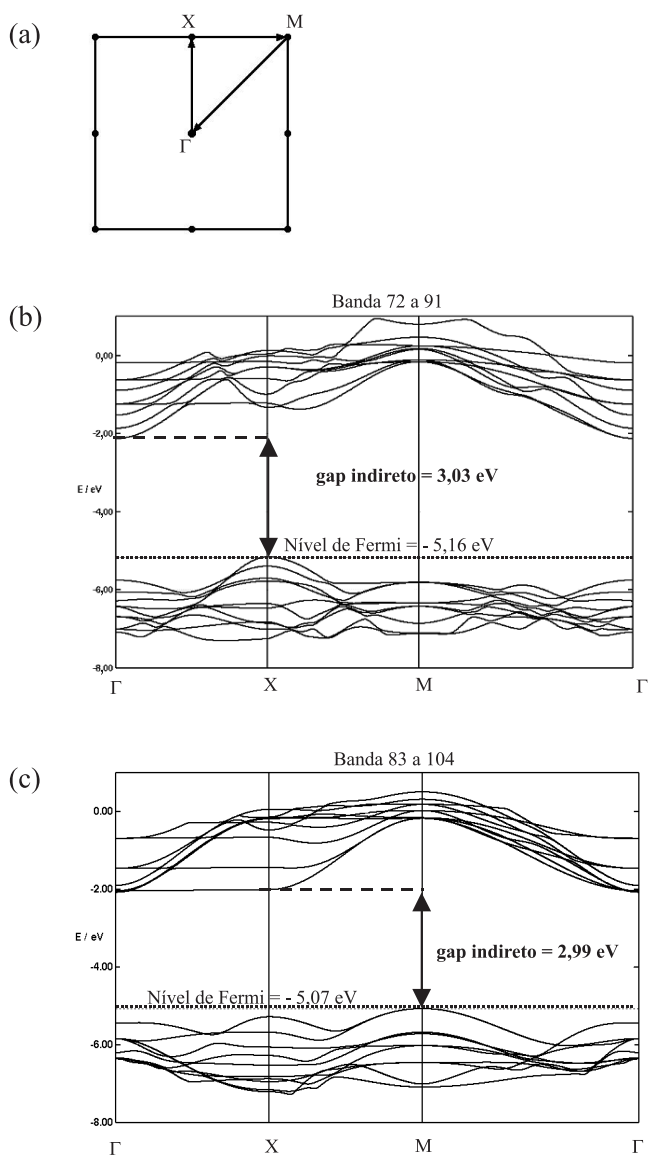 (a)
X
M
Γ
(b)
Banda 72 a 91
0,00
-2,00
gap indireto = 3,03 eV
E / eV
-4,00
Nível de Fermi = - 5,16 eV
-6,00
-8,00
Γ
X
M
Γ
(c)
Banda 83 a 104
0.00
-2.00
E / eV
gap indireto = 2,99 eV
-4.00
Nível de Fermi = - 5,07 eV
-6.00
-8.00
Γ
X
M
Γ